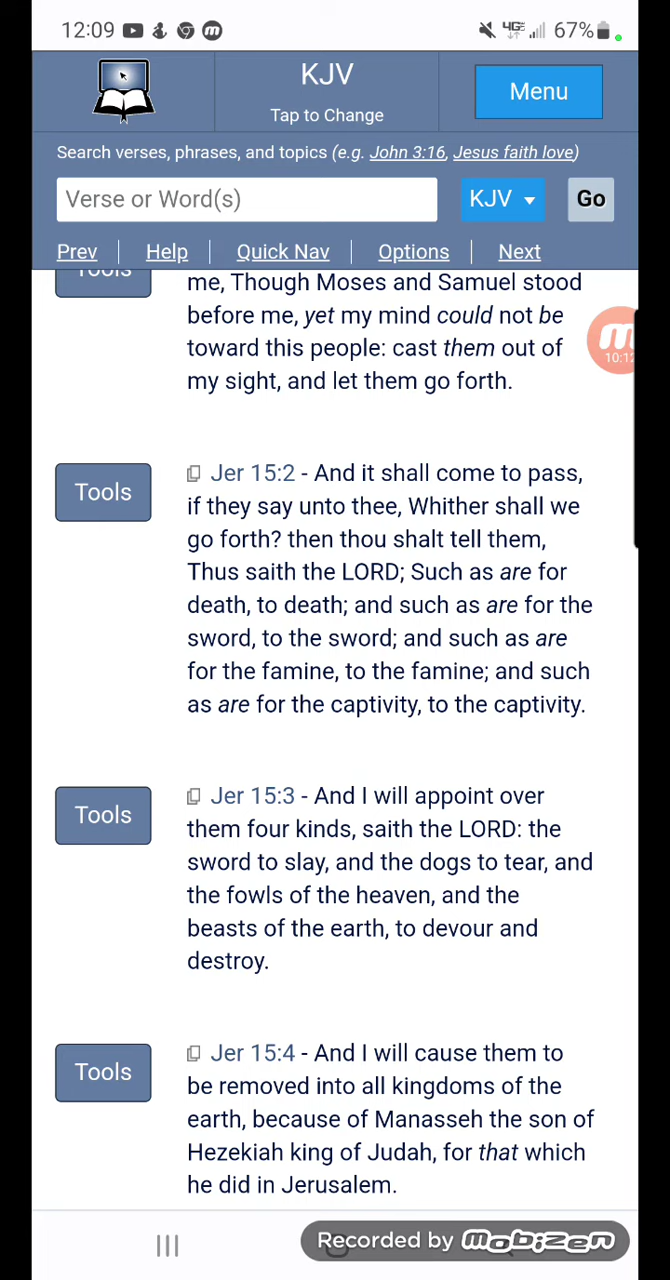 12:09 4GE 67%
KJV
Tap to Change
Menu
Search verses, phrases, and topics (e.g. John 3:16, Jesus faith love)
Verse or Word(s)
KJV
Go
Prev | Help | Quick Nav | Options | Next
Tools
me, Though Moses and Samuel stood
before me, yet my mind could not be
toward this people: cast them out of
my sight, and let them go forth.
10:12
Tools
Jer 15:2 - And it shall come to pass,
if they say unto thee, Whither shall we
go forth? then thou shalt tell them,
Thus saith the LORD; Such as are for
death, to death; and such as are for the
sword, to the sword; and such as are
for the famine, to the famine; and such
as are for the captivity, to the captivity.
Tools
Jer 15:3 - And I will appoint over
them four kinds, saith the LORD: the
sword to slay, and the dogs to tear, and
the fowls of the heaven, and the
beasts of the earth, to devour and
destroy.
Tools
Jer 15:4 - And I will cause them to
be removed into all kingdoms of the
earth, because of Manasseh the son of
Hezekiah king of Judah, for that which
he did in Jerusalem.
Recorded by mobizen